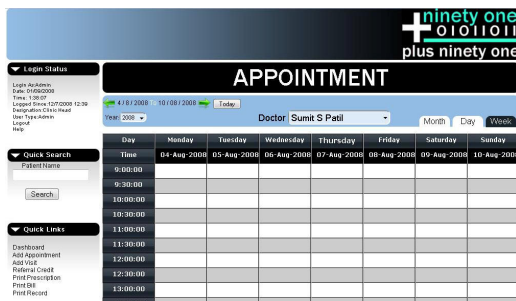 ninety one
01011011
plus ninety one
Login Status
Login As:Admin
Date: 01/09/2008
Time: 1:38:07
Logged Since:12/7/2008 12:39
Designation:Clinic Head
User Type:Admin
Logout
Help
APPOINTMENT
4 / 8 / 2008 10 / 08 / 2008 Today
Year: 2008 Doctor Sumit S Patil Month Day Week
Day Monday Tuesday Wednesday Thursday Friday Saturday Sunday
Time 04-Aug-2008 05-Aug-2008 06-Aug-2008 07-Aug-2008 08-Aug-2008 09-Aug-2008 10-Aug-2008
9:00:00
9:30:00
10:00:00
10:30:00
11:00:00
11:30:00
12:00:00
12:30:00
13:00:00
Quick Search
Patient Name
Search
Quick Links
Dashboard
Add Appointment
Add Visit
Referral Credit
Print Prescription
Print Bill
Print Record